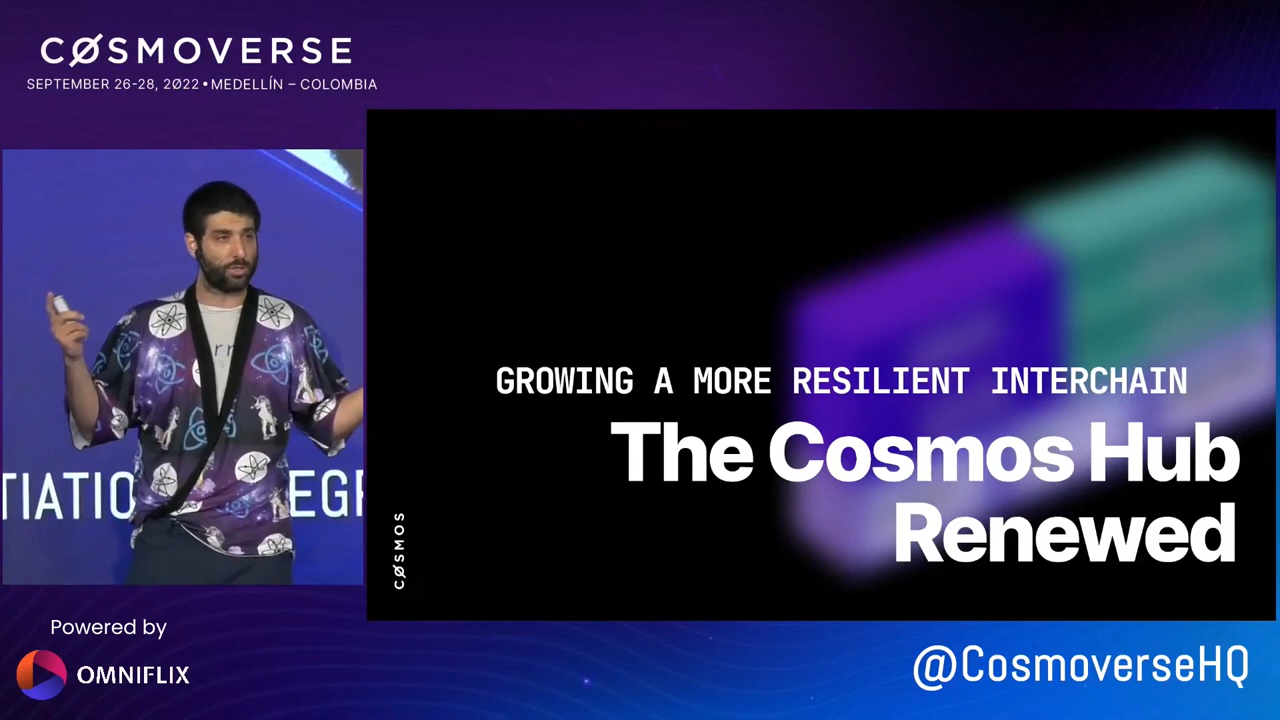 CØSMOVERSE
SEPTEMBER 26-28, 2Ø22 • MEDELLÍN – COLOMBIA
GROWING A MORE RESILIENT INTERCHAIN
The Cosmos Hub
Renewed
CØSMOS
TIATIO
EGR
Powered by
OMNIFLIX
@CosmoverseHQ